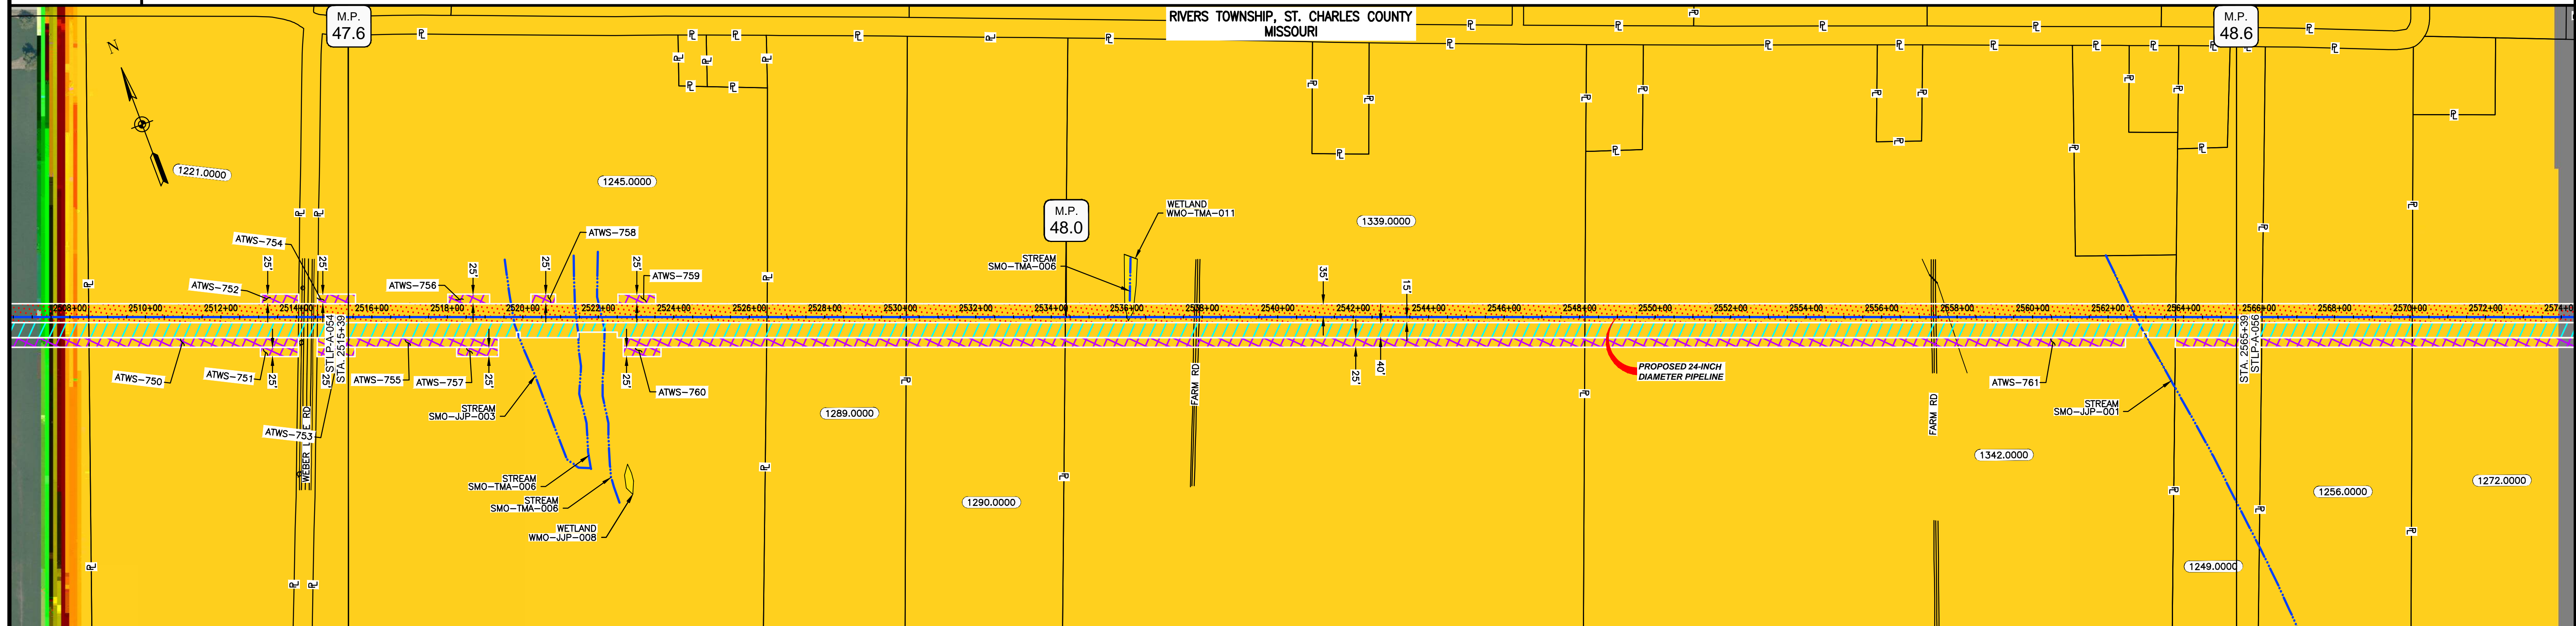 RIVERS TOWNSHIP, ST. CHARLES COUNTY
MISSOURI
M.P.
47.6
M.P.
48.6
N
1221.0000
1245.0000
M.P.
48.0
WETLAND
WMO-TMA-011
1339.0000
STREAM
SMO-TMA-006
ATWS-754
ATWS-752
ATWS-756
ATWS-758
ATWS-759
25'
25'
25'
25'
25'
35'
15'
2508+00
2510+00
2512+00
2514+00
2516+00
2518+00
2520+00
2522+00
2524+00
2526+00
2528+00
2530+00
2532+00
2534+00
2536+00
2538+00
2540+00
2542+00
2544+00
2546+00
2548+00
2550+00
2552+00
2554+00
2556+00
2558+00
2560+00
2562+00
2564+00
2566+00
2568+00
2570+00
2572+00
STLP-A-054
STA. 2515+39
STA. 2565+39
STLP-A-056
ATWS-750
ATWS-751
25'
25'
ATWS-755
ATWS-757
25'
25'
ATWS-760
25'
40'
PROPOSED 24-INCH
DIAMETER PIPELINE
ATWS-761
ATWS-753
WEBER RD
FARM RD
FARM RD
STREAM
SMO-JJP-003
STREAM
SMO-TMA-006
STREAM
SMO-TMA-006
WETLAND
WMO-JJP-008
1289.0000
1290.0000
STREAM
SMO-JJP-001
1342.0000
1256.0000
1272.0000
1249.0000